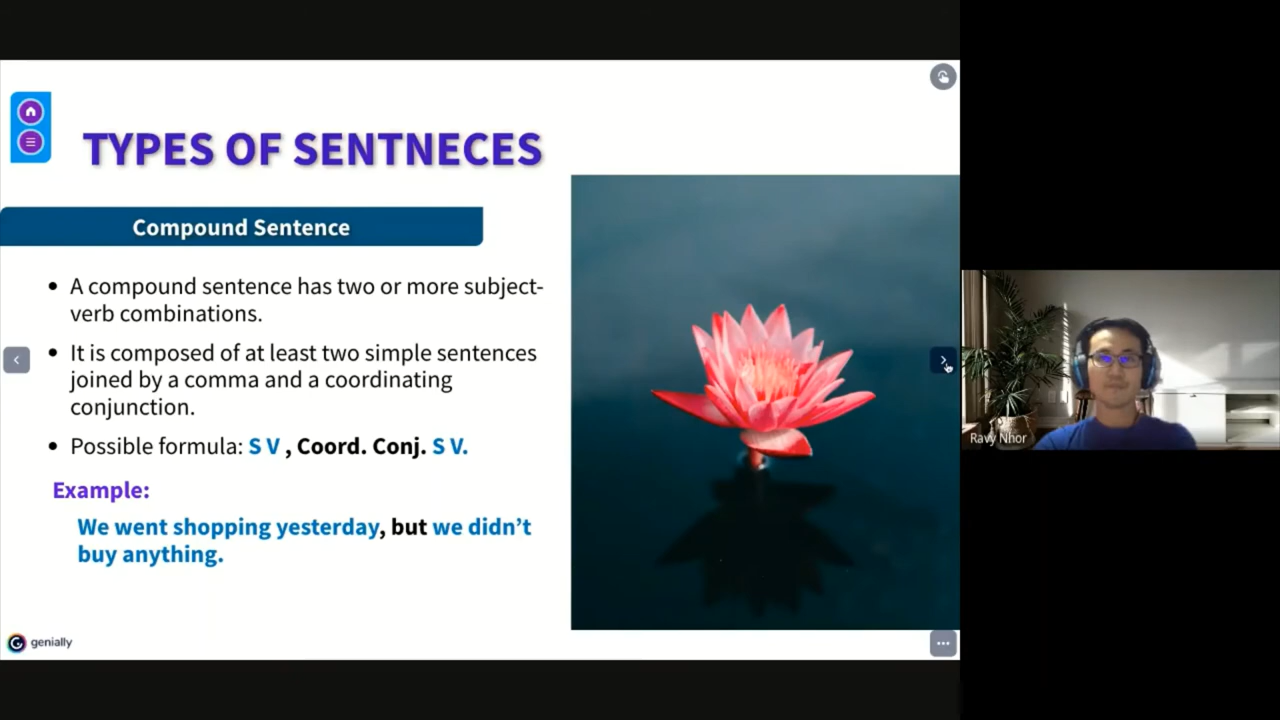 TYPES OF SENTNECES
Compound Sentence
• A compound sentence has two or more subject-
verb combinations.
• It is composed of at least two simple sentences
joined by a comma and a coordinating
conjunction.
• Possible formula: S V , Coord. Conj. S V.
Example:
We went shopping yesterday, but we didn't
buy anything.
genially
Ravy Nhor